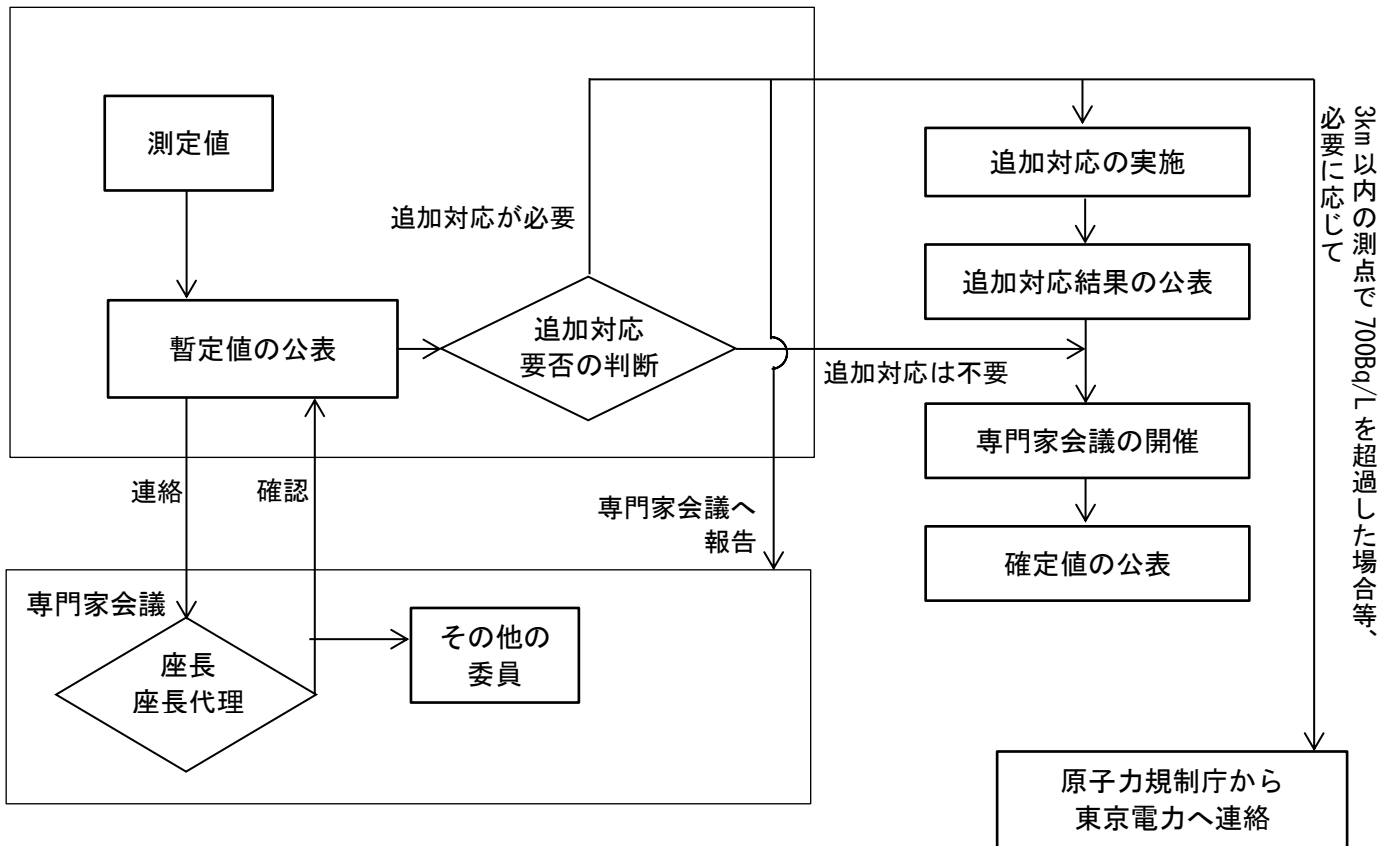 測定値
暫定値の公表
追加対応が必要
追加対応
要否の判断
追加対応は不要
追加対応の実施
追加対応結果の公表
専門家会議の開催
確定値の公表
3km 以内の測点で 700Bq/L を超過した場合等、
必要に応じて
連絡
確認
専門家会議へ
報告
専門家会議
座長
座長代理
その他の
委員
原子力規制庁から
東京電力へ連絡